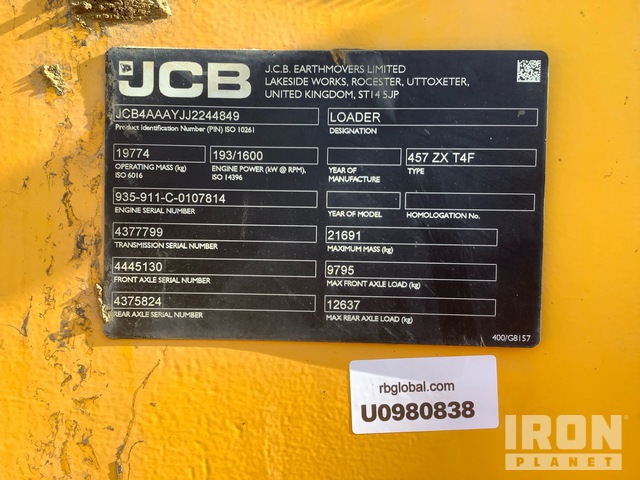 JCB
J.C.B. EARTHMOVERS LIMITED
LAKESIDE WORKS, ROCESTER, UTTOXETER,
UNITED KINGDOM, ST14 5JP
JCB4AAAYJJ2244849
Product Identification Number (PIN) ISO 10261
LOADER
DESIGNATION
19774
OPERATING MASS (kg)
ISO 6016
193/1600
ENGINE POWER (kW @ RPM),
ISO 14396
YEAR OF
MANUFACTURE
457 ZX T4F
TYPE
935-911-C-0107814
ENGINE SERIAL NUMBER
YEAR OF MODEL
HOMOLOGATION No.
4377799
TRANSMISSION SERIAL NUMBER
21691
MAXIMUM MASS (kg)
4445130
FRONT AXLE SERIAL NUMBER
9795
MAX FRONT AXLE LOAD (kg)
4375824
REAR AXLE SERIAL NUMBER
12637
MAX REAR AXLE LOAD (kg)
400/G8157
rbglobal.com
U0980838
IRON
PLANET